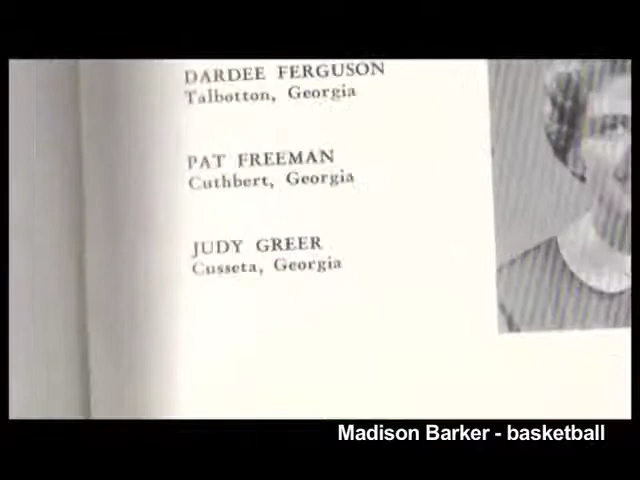 DARDEE FERGUSON
Talbotton, Georgia
PAT FREEMAN
Cuthbert, Georgia
JUDY GREER
Cusseta, Georgia
Madison Barker - basketball